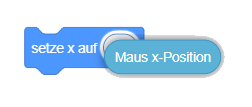 setze x auf Maus x-Position